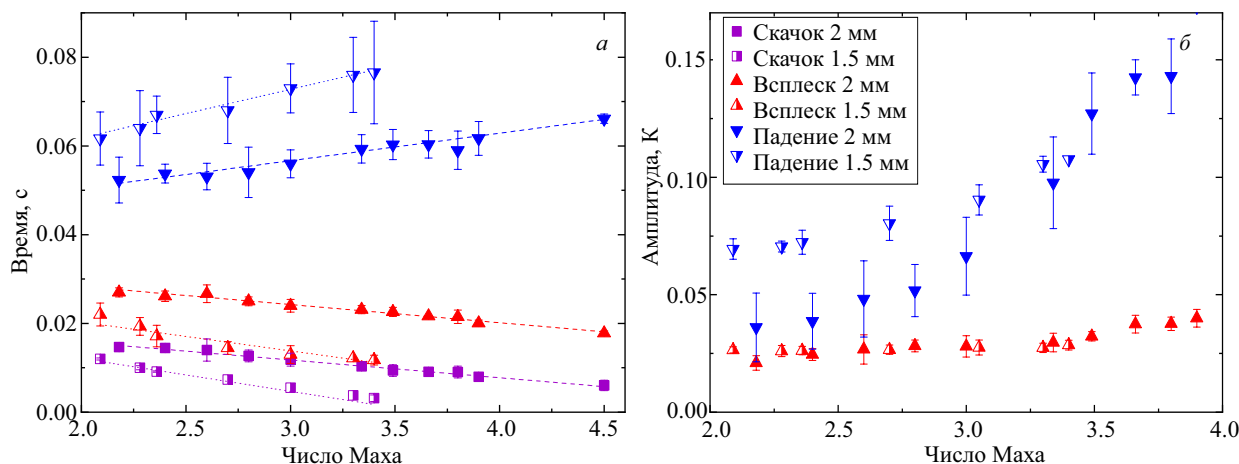 а
0.08
0.06
0.04
0.02
0.00
Время, с
2.0 2.5 3.0 3.5 4.0 4.5
Число Маха
б
Скачок 2 мм
Скачок 1.5 мм
Всплеск 2 мм
Всплеск 1.5 мм
Падение 2 мм
Падение 1.5 мм
0.15
0.10
0.05
0.00
Амплитуда, К
2.0 2.5 3.0 3.5 4.0
Число Маха